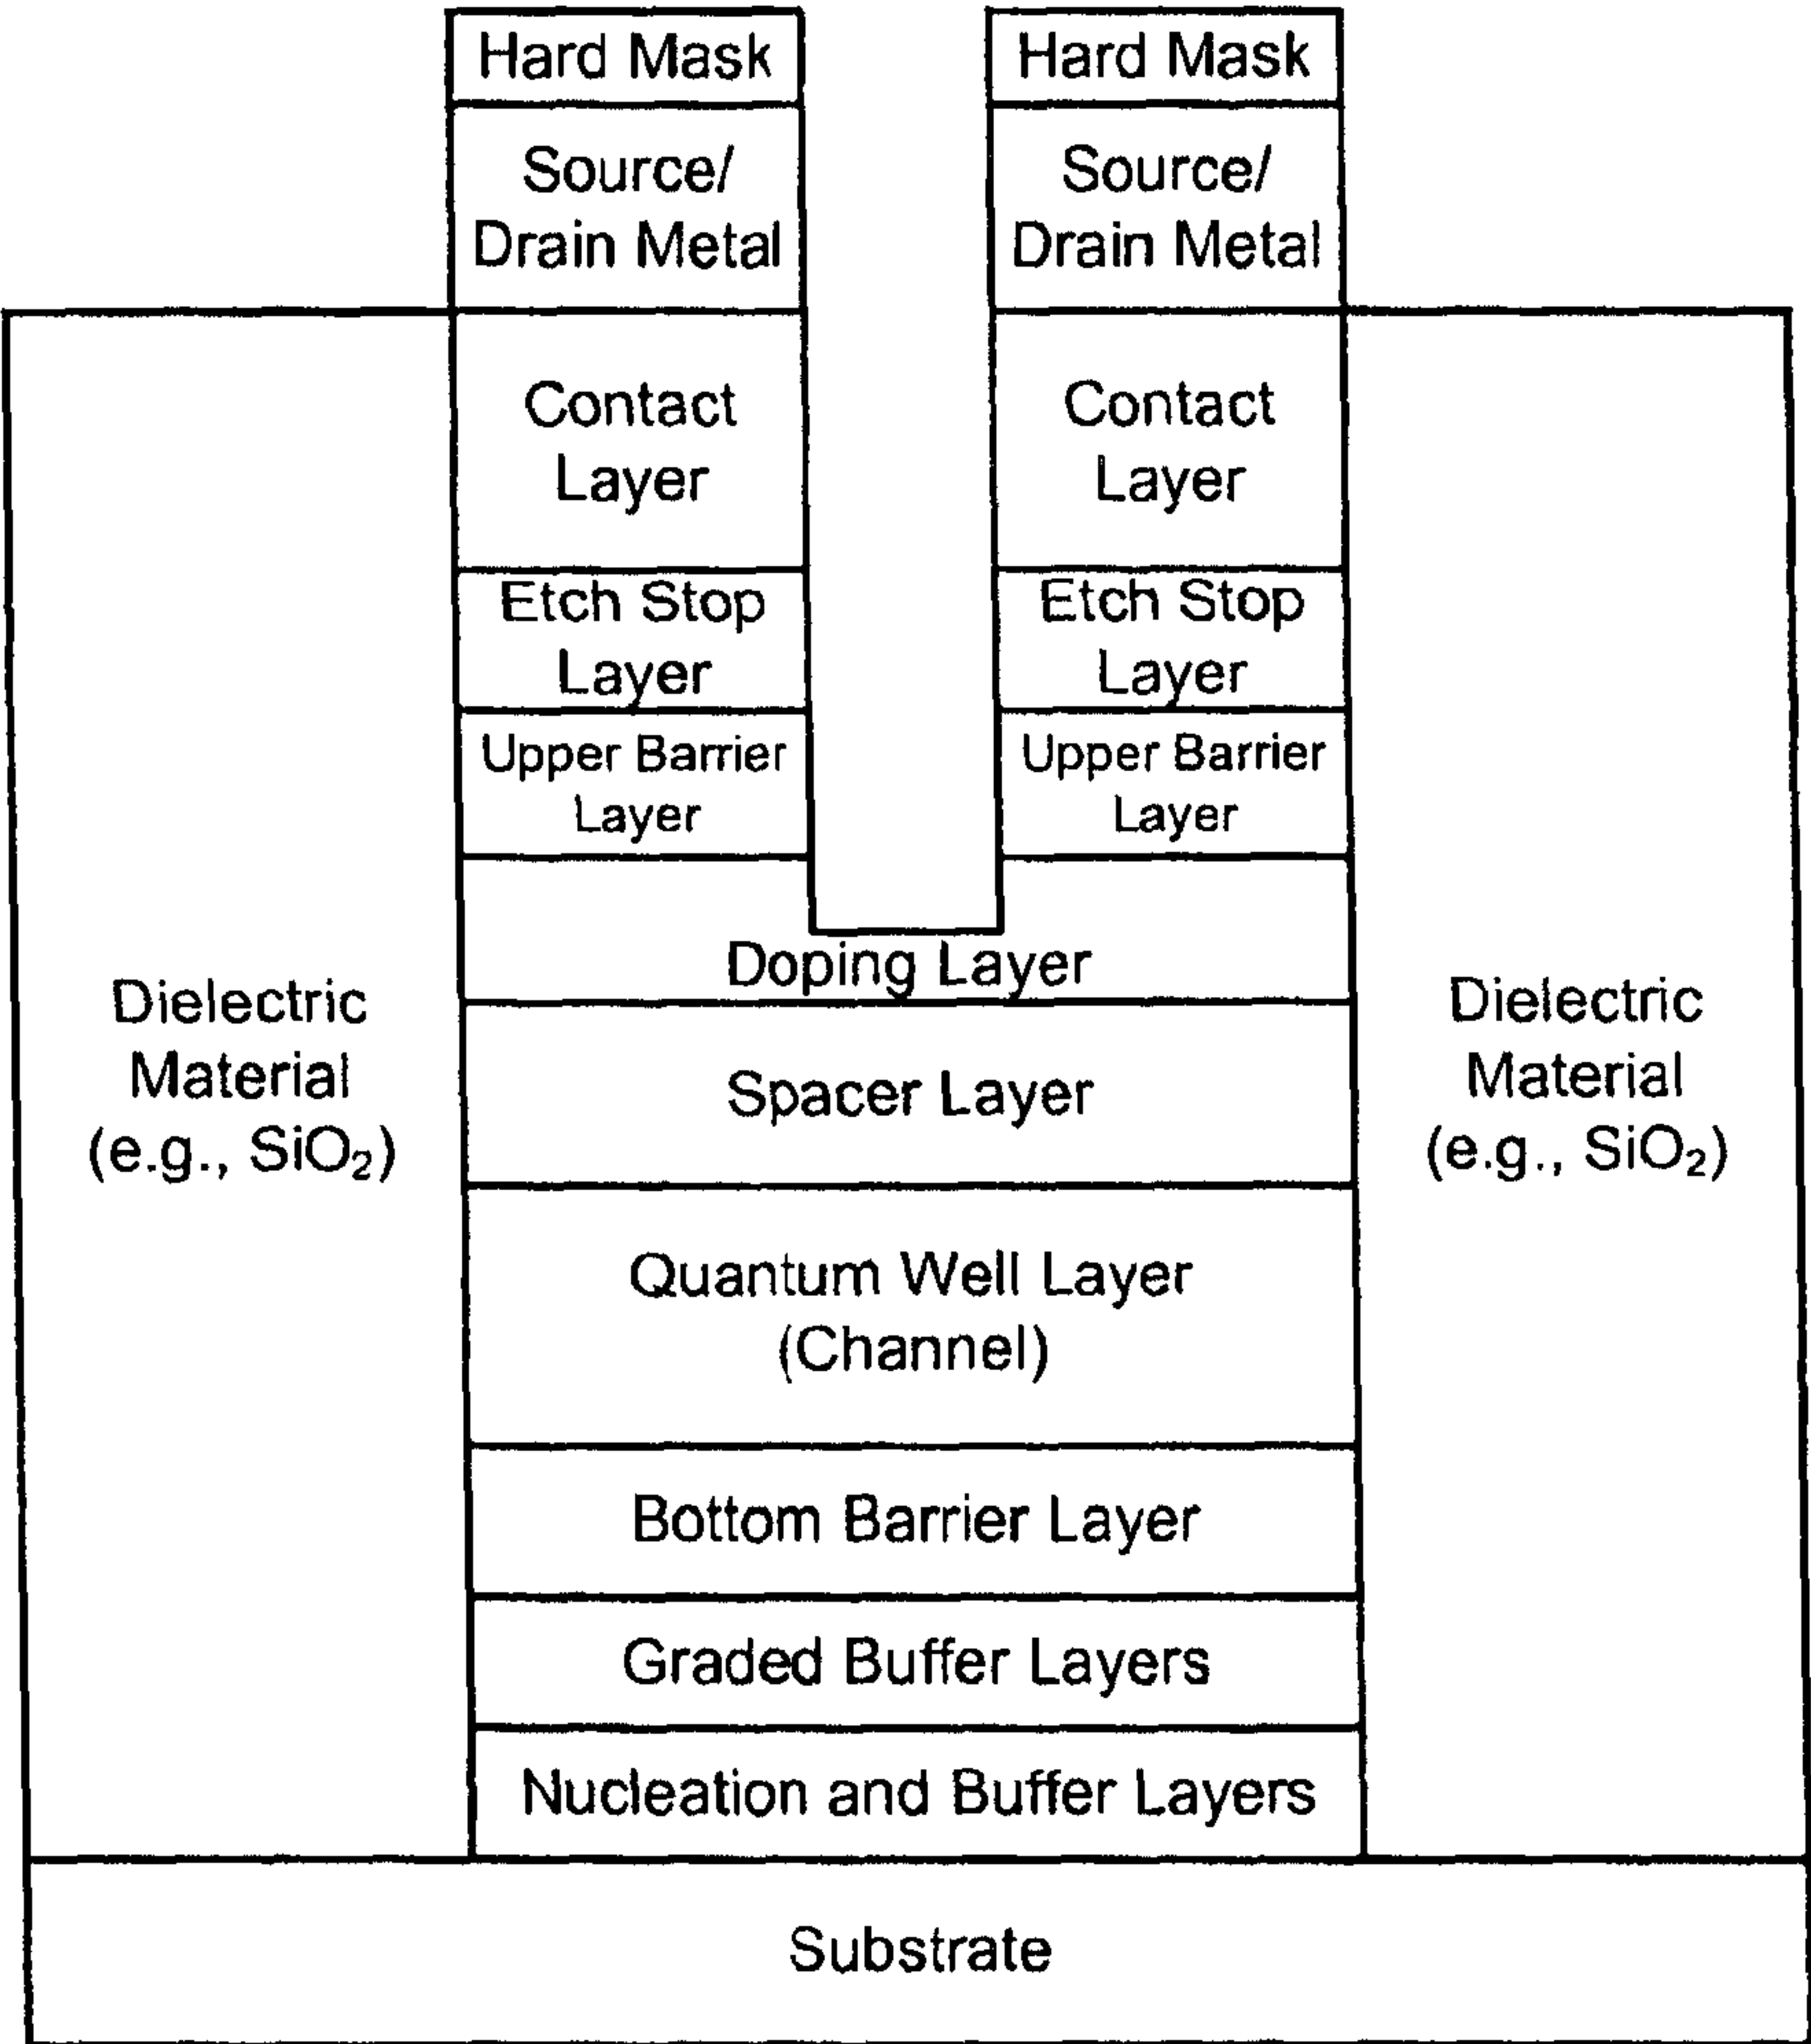 Hard Mask
Hard Mask
Source/
Drain Metal
Source/
Drain Metal
Contact
Layer
Contact
Layer
Etch Stop
Layer
Etch Stop
Layer
Upper Barrier
Layer
Upper Barrier
Layer
Doping Layer
Dielectric
Material
(e.g., SiO₂)
Dielectric
Material
(e.g., SiO₂)
Spacer Layer
Quantum Well Layer
(Channel)
Bottom Barrier Layer
Graded Buffer Layers
Nucleation and Buffer Layers
Substrate